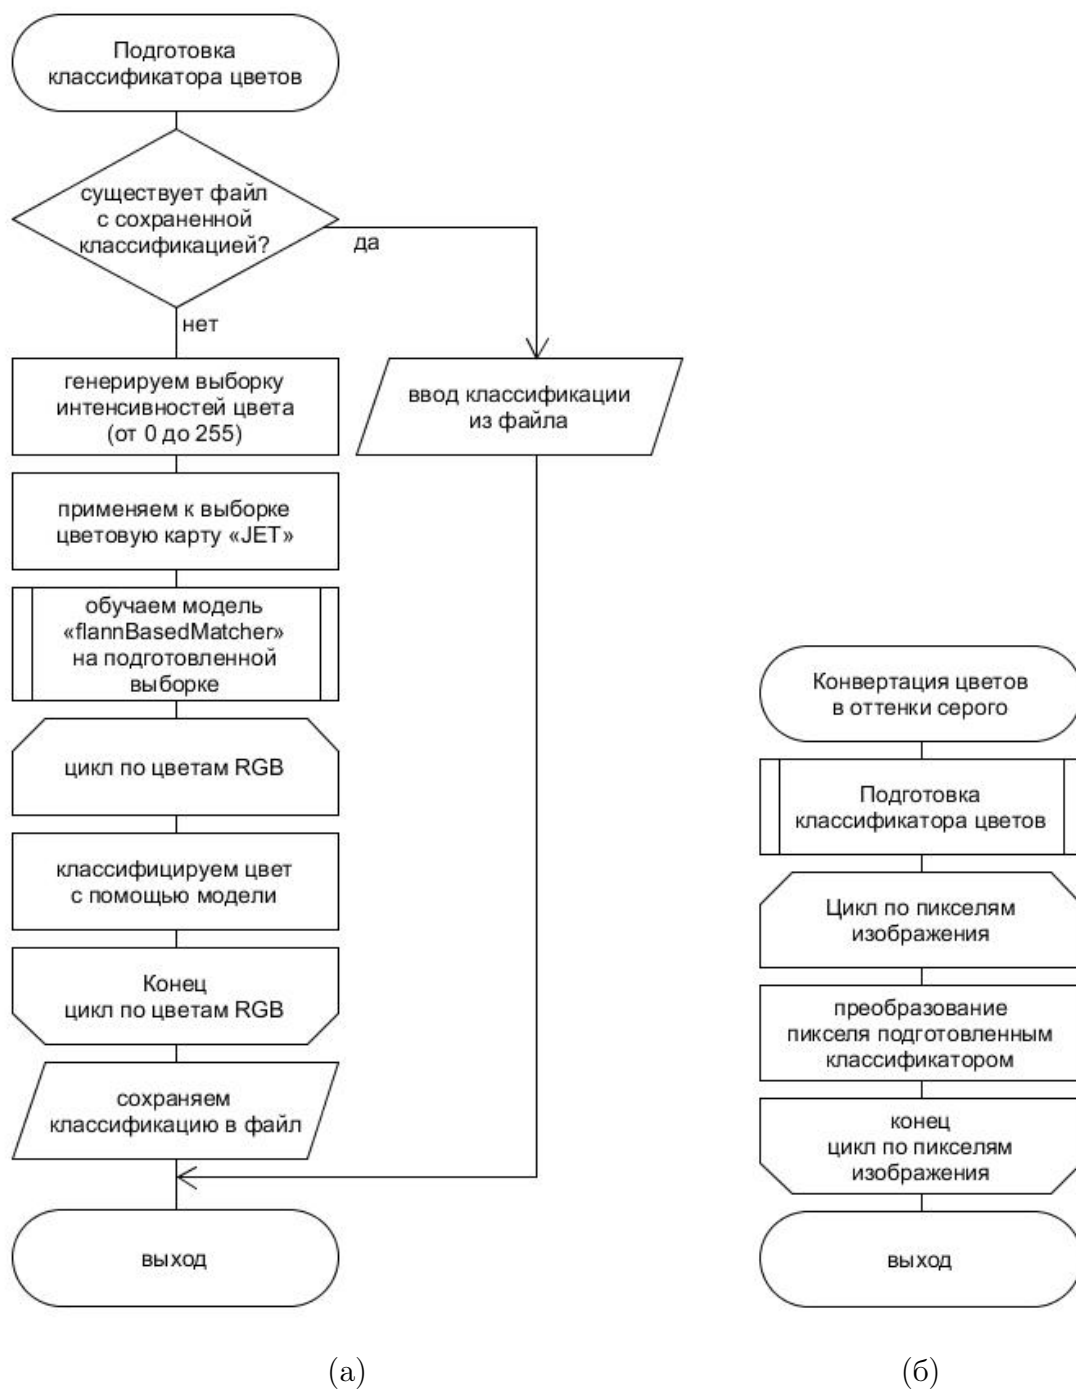 Подготовка
классификатора цветов
существует файл
с сохраненной
классификацией?
да
нет
генерируем выборку
интенсивностей цвета
(от 0 до 255)
ввод классификации
из файла
применяем к выборке
цветовую карту «JET»
обучаем модель
«flannBasedMatcher»
на подготовленной
выборке
цикл по цветам RGB
классифицируем цвет
с помощью модели
Конец
цикл по цветам RGB
сохраняем
классификацию в файл
выход
(а)
Конвертация цветов
в оттенки серого
Подготовка
классификатора цветов
Цикл по пикселям
изображения
преобразование
пикселя подготовленным
классификатором
конец
цикл по пикселям
изображения
выход
(б)